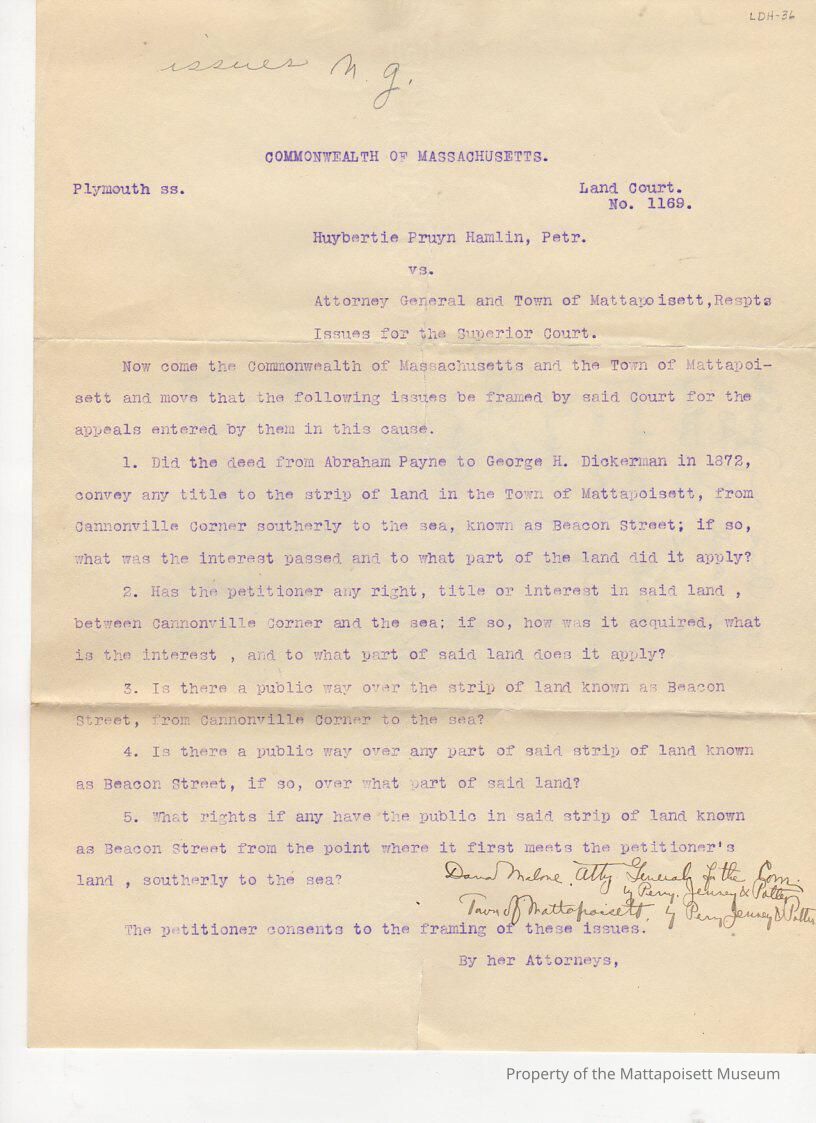 LDH-36
issues n. g.
COMMONWEALTH OF MASSACHUSETTS.
Plymouth ss.
Land Court.
No. 1169.
Huybertie Pruyn Hamlin, Petr.
vs.
Attorney General and Town of Mattapoisett,Respts
Issues for the Superior Court.
Now come the Commonwealth of Massachusetts and the Town of Mattapoi-
sett and move that the following issues be framed by said Court for the
appeals entered by them in this cause.
1. Did the deed from Abraham Payne to George H. Dickerman in 1872,
convey any title to the strip of land in the Town of Mattapoisett, from
Cannonville Corner southerly to the sea, known as Beacon Street; if so,
what was the interest passed and to what part of the land did it apply?
2. Has the petitioner any right, title or interest in said land ,
between Cannonville Corner and the sea; if so, how was it acquired, what
is the interest , and to what part of said land does it apply?
3. Is there a public way over the strip of land known as Beacon
Street, from Cannonville Corner to the sea?
4. Is there a public way over any part of said strip of land known
as Beacon Street, if so, over what part of said land?
5. What rights if any have the public in said strip of land known
as Beacon Street from the point where it first meets the petitioner's
land , southerly to the sea?
Dana Malone. Atty General for the Com.
by Perry, Jenney & Potter
Town of Mattapoisett, by Perry Jenney & Potter
The petitioner consents to the framing of these issues.
By her Attorneys,
Property of the Mattapoisett Museum